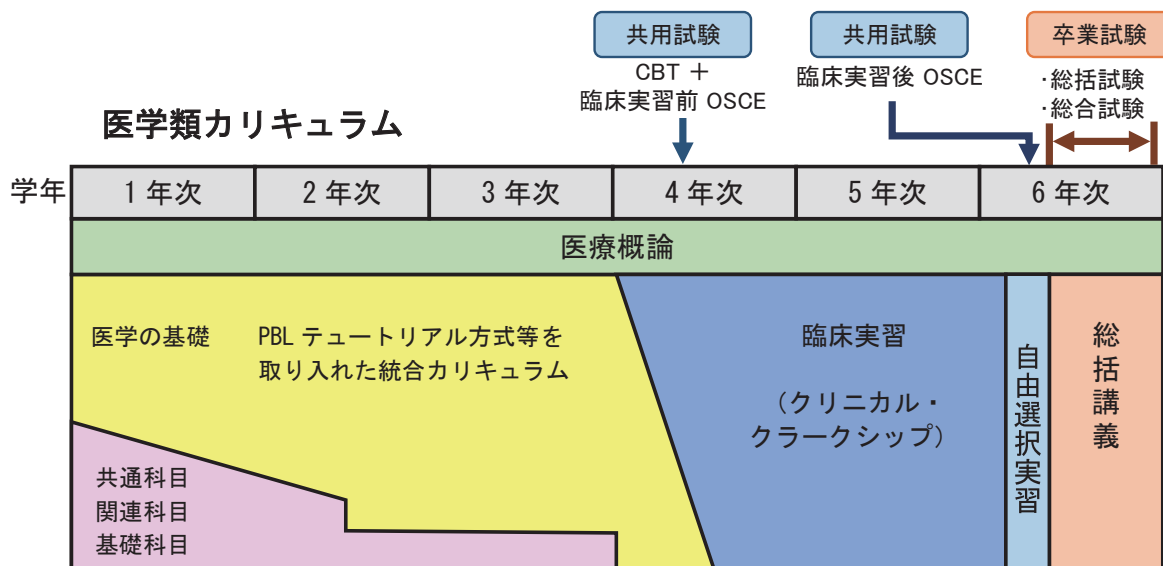 共用試験
CBT +
臨床実習前 OSCE
共用試験
臨床実習後 OSCE
卒業試験
・総括試験
・総合試験
医学類カリキュラム
学年
1 年次
2 年次
3 年次
4 年次
5 年次
6 年次
医療概論
医学の基礎
PBL テュートリアル方式等を
取り入れた統合カリキュラム
臨床実習
（クリニカル・
クラークシップ）
自由選択実習
総括講義
共通科目
関連科目
基礎科目